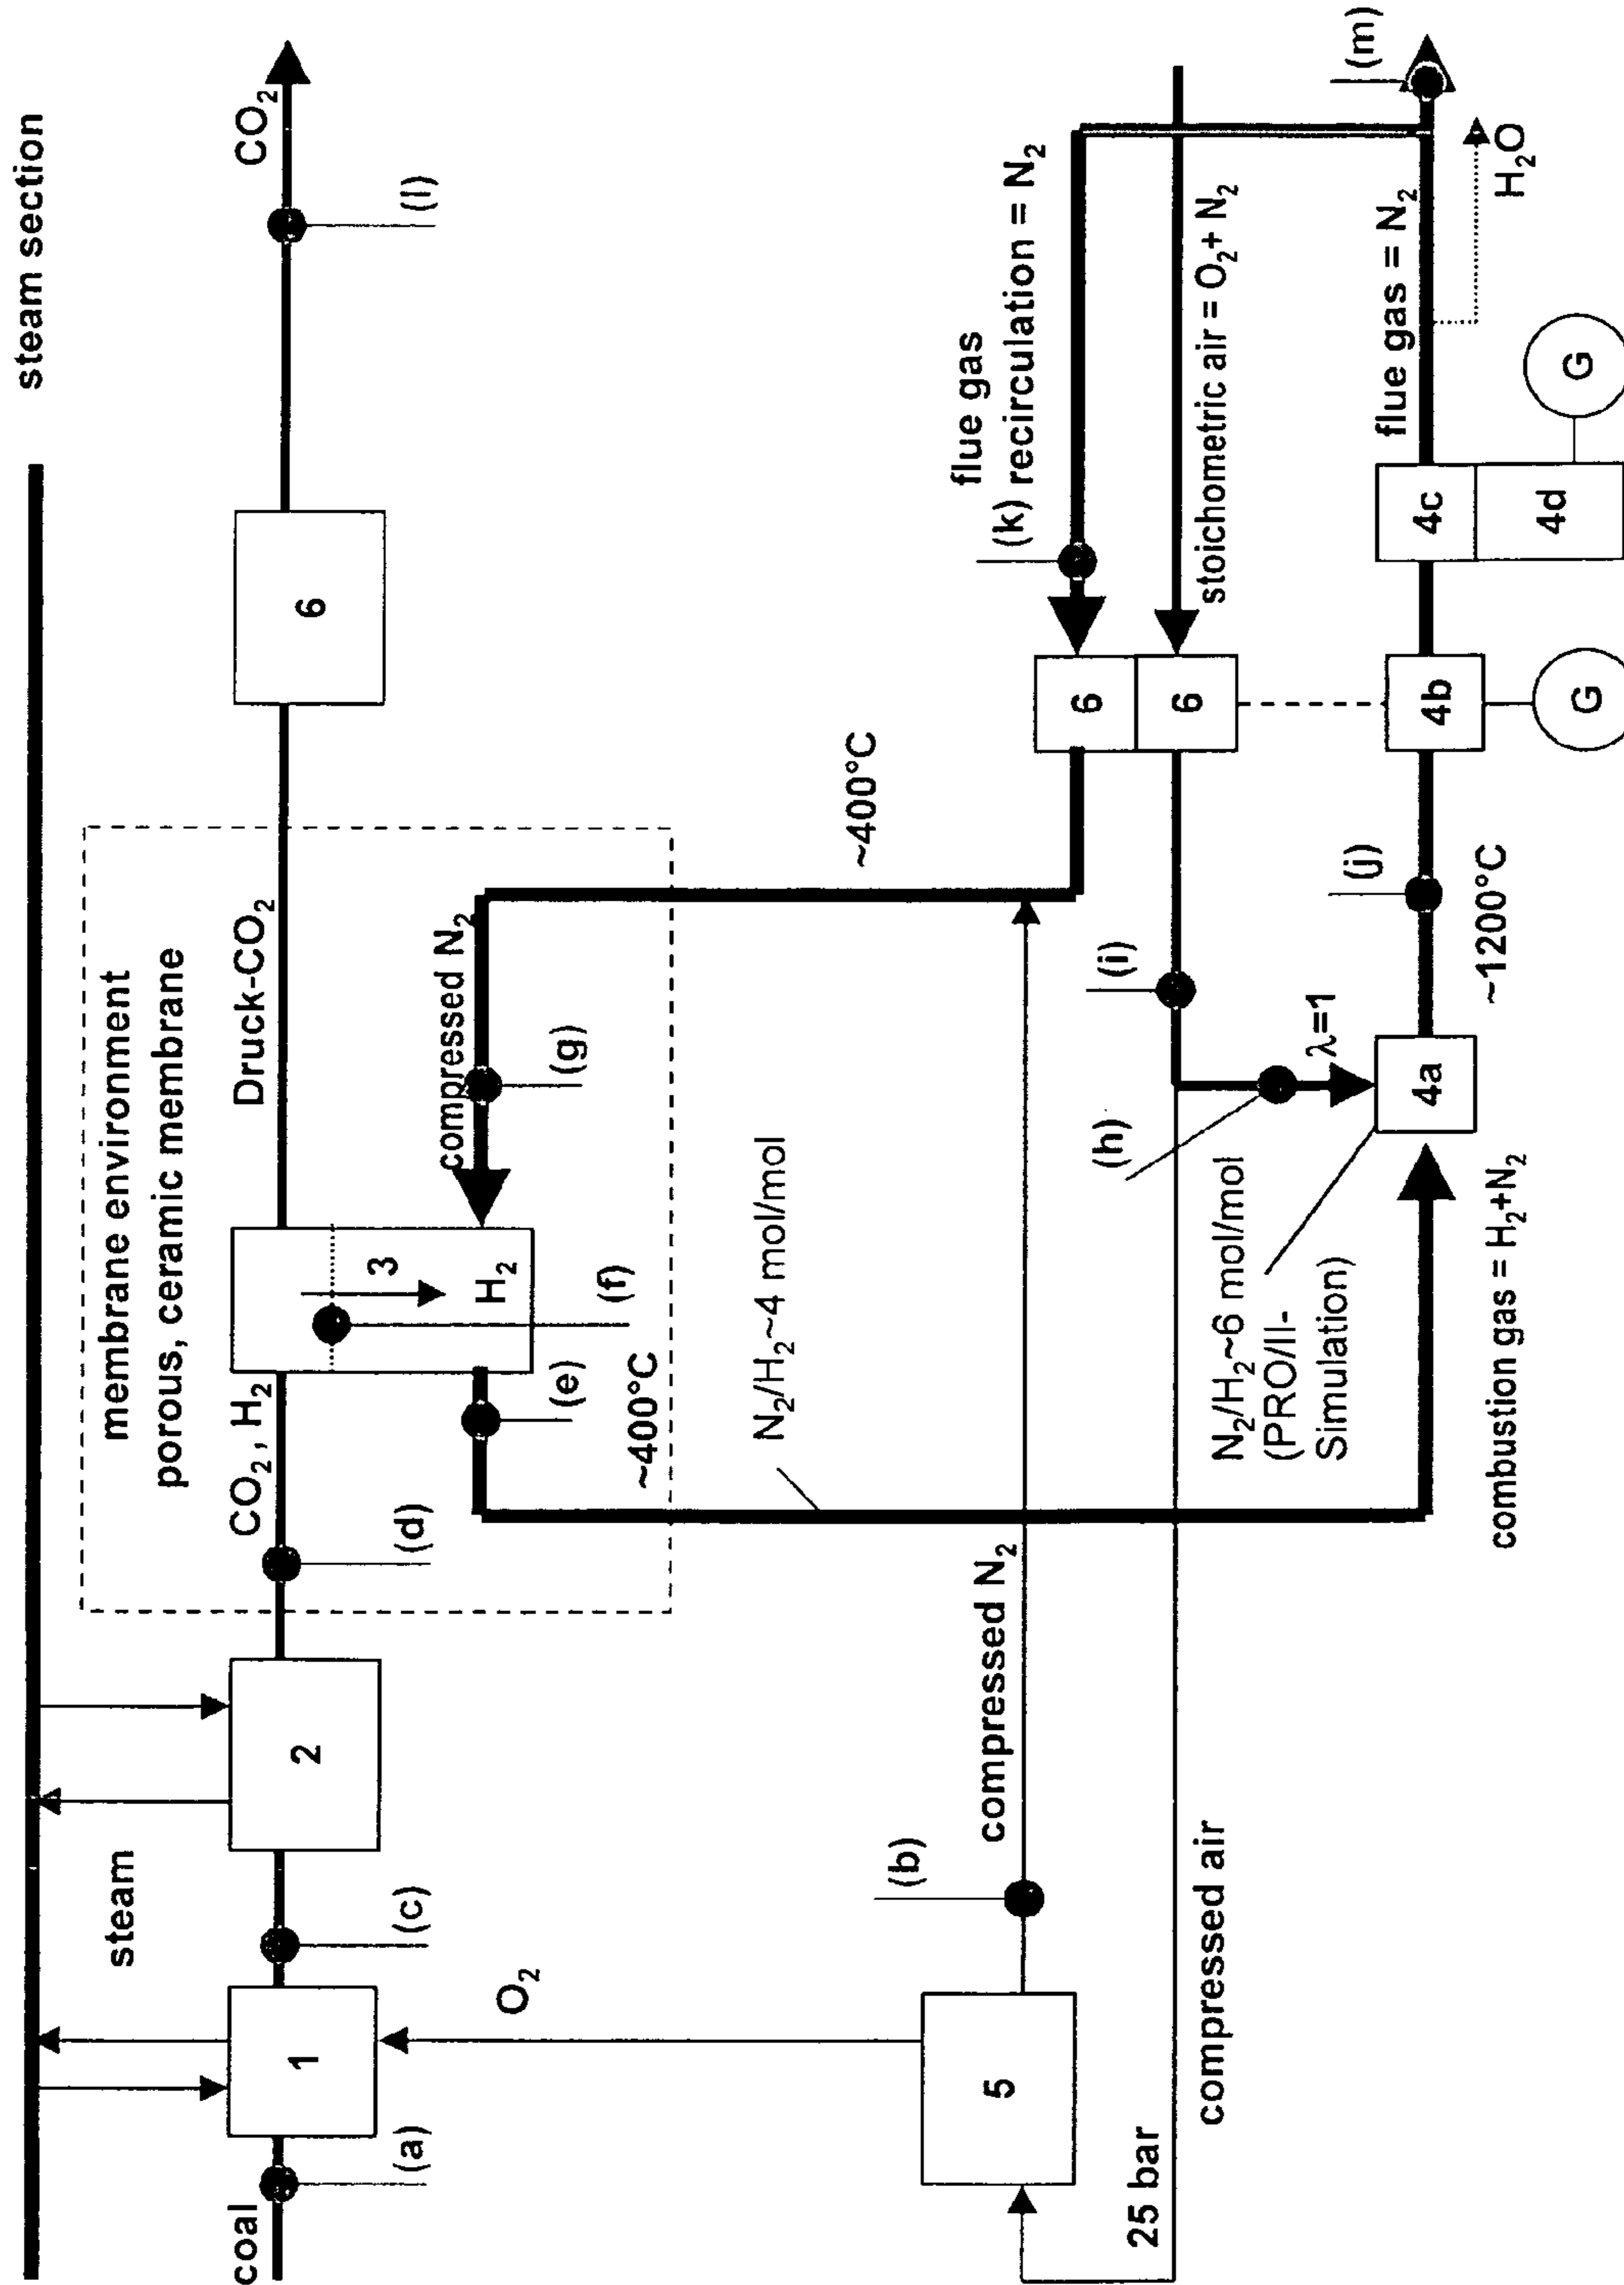 steam section
steam
coal
(a)
1
(c)
2
(d)
CO2, H2
membrane environment
porous, ceramic membrane
Druck-CO2
6
CO2
(l)
3
H2
(e)
(f)
~400°C
compressed N2
(g)
O2
N2/H2~4 mol/mol
~400°C
5
(b)
compressed N2
25 bar
compressed air
flue gas
(k) recirculation = N2
6
6
stoichometric air = O2+ N2
(i)
(h)
λ=1
N2/H2~6 mol/mol
(PRO/II-
Simulation)
combustion gas = H2+N2
4a
(j)
~1200°C
4b
G
4c
4d
G
flue gas = N2
H2O
(m)